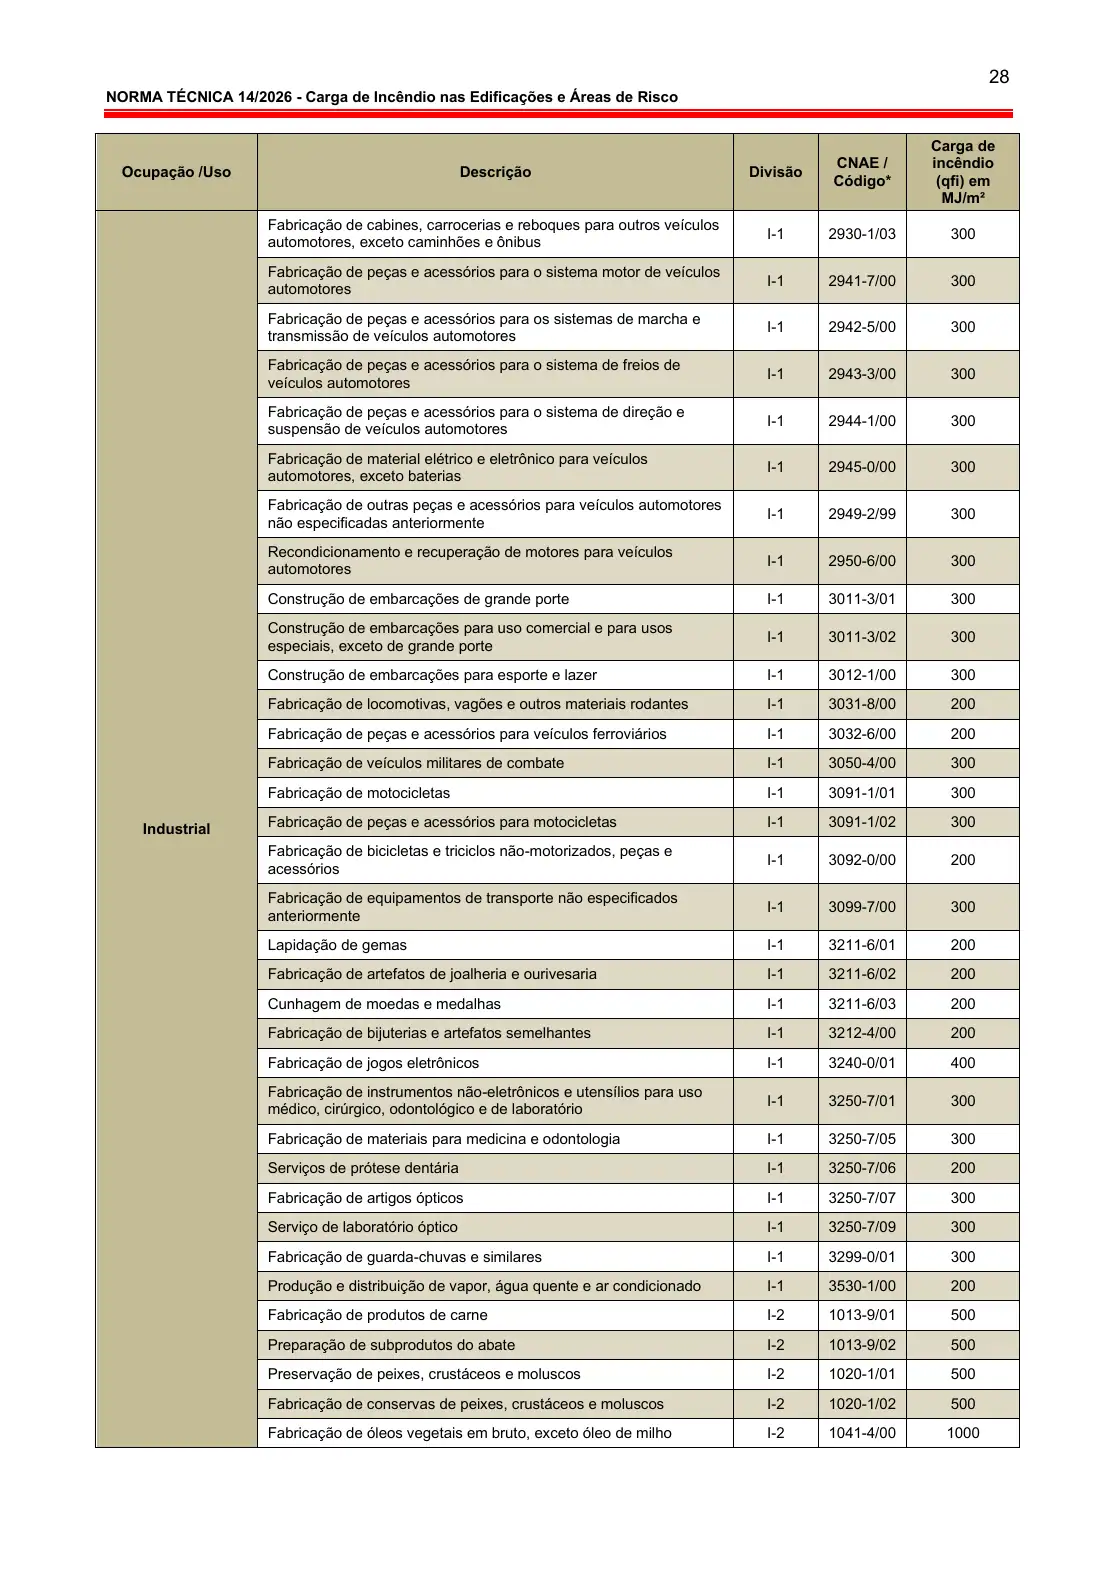 28
NORMA TÉCNICA 14/2026 - Carga de Incêndio nas Edificações e Áreas de Risco
Ocupação /Uso Descrição Divisão CNAE / Código* Carga de incêndio (qfi) em MJ/m²
Industrial
Fabricação de cabines, carrocerias e reboques para outros veículos
automotores, exceto caminhões e ônibus I-1 2930-1/03 300
Fabricação de peças e acessórios para o sistema motor de veículos
automotores I-1 2941-7/00 300
Fabricação de peças e acessórios para os sistemas de marcha e
transmissão de veículos automotores I-1 2942-5/00 300
Fabricação de peças e acessórios para o sistema de freios de
veículos automotores I-1 2943-3/00 300
Fabricação de peças e acessórios para o sistema de direção e
suspensão de veículos automotores I-1 2944-1/00 300
Fabricação de material elétrico e eletrônico para veículos
automotores, exceto baterias I-1 2945-0/00 300
Fabricação de outras peças e acessórios para veículos automotores
não especificadas anteriormente I-1 2949-2/99 300
Recondicionamento e recuperação de motores para veículos
automotores I-1 2950-6/00 300
Construção de embarcações de grande porte I-1 3011-3/01 300
Construção de embarcações para uso comercial e para usos
especiais, exceto de grande porte I-1 3011-3/02 300
Construção de embarcações para esporte e lazer I-1 3012-1/00 300
Fabricação de locomotivas, vagões e outros materiais rodantes I-1 3031-8/00 200
Fabricação de peças e acessórios para veículos ferroviários I-1 3032-6/00 200
Fabricação de veículos militares de combate I-1 3050-4/00 300
Fabricação de motocicletas I-1 3091-1/01 300
Fabricação de peças e acessórios para motocicletas I-1 3091-1/02 300
Fabricação de bicicletas e triciclos não-motorizados, peças e
acessórios I-1 3092-0/00 200
Fabricação de equipamentos de transporte não especificados
anteriormente I-1 3099-7/00 300
Lapidação de gemas I-1 3211-6/01 200
Fabricação de artefatos de joalheria e ourivesaria I-1 3211-6/02 200
Cunhagem de moedas e medalhas I-1 3211-6/03 200
Fabricação de bijuterias e artefatos semelhantes I-1 3212-4/00 200
Fabricação de jogos eletrônicos I-1 3240-0/01 400
Fabricação de instrumentos não-eletrônicos e utensílios para uso
médico, cirúrgico, odontológico e de laboratório I-1 3250-7/01 300
Fabricação de materiais para medicina e odontologia I-1 3250-7/05 300
Serviços de prótese dentária I-1 3250-7/06 200
Fabricação de artigos ópticos I-1 3250-7/07 300
Serviço de laboratório óptico I-1 3250-7/09 300
Fabricação de guarda-chuvas e similares I-1 3299-0/01 300
Produção e distribuição de vapor, água quente e ar condicionado I-1 3530-1/00 200
Fabricação de produtos de carne I-2 1013-9/01 500
Preparação de subprodutos do abate I-2 1013-9/02 500
Preservação de peixes, crustáceos e moluscos I-2 1020-1/01 500
Fabricação de conservas de peixes, crustáceos e moluscos I-2 1020-1/02 500
Fabricação de óleos vegetais em bruto, exceto óleo de milho I-2 1041-4/00 1000